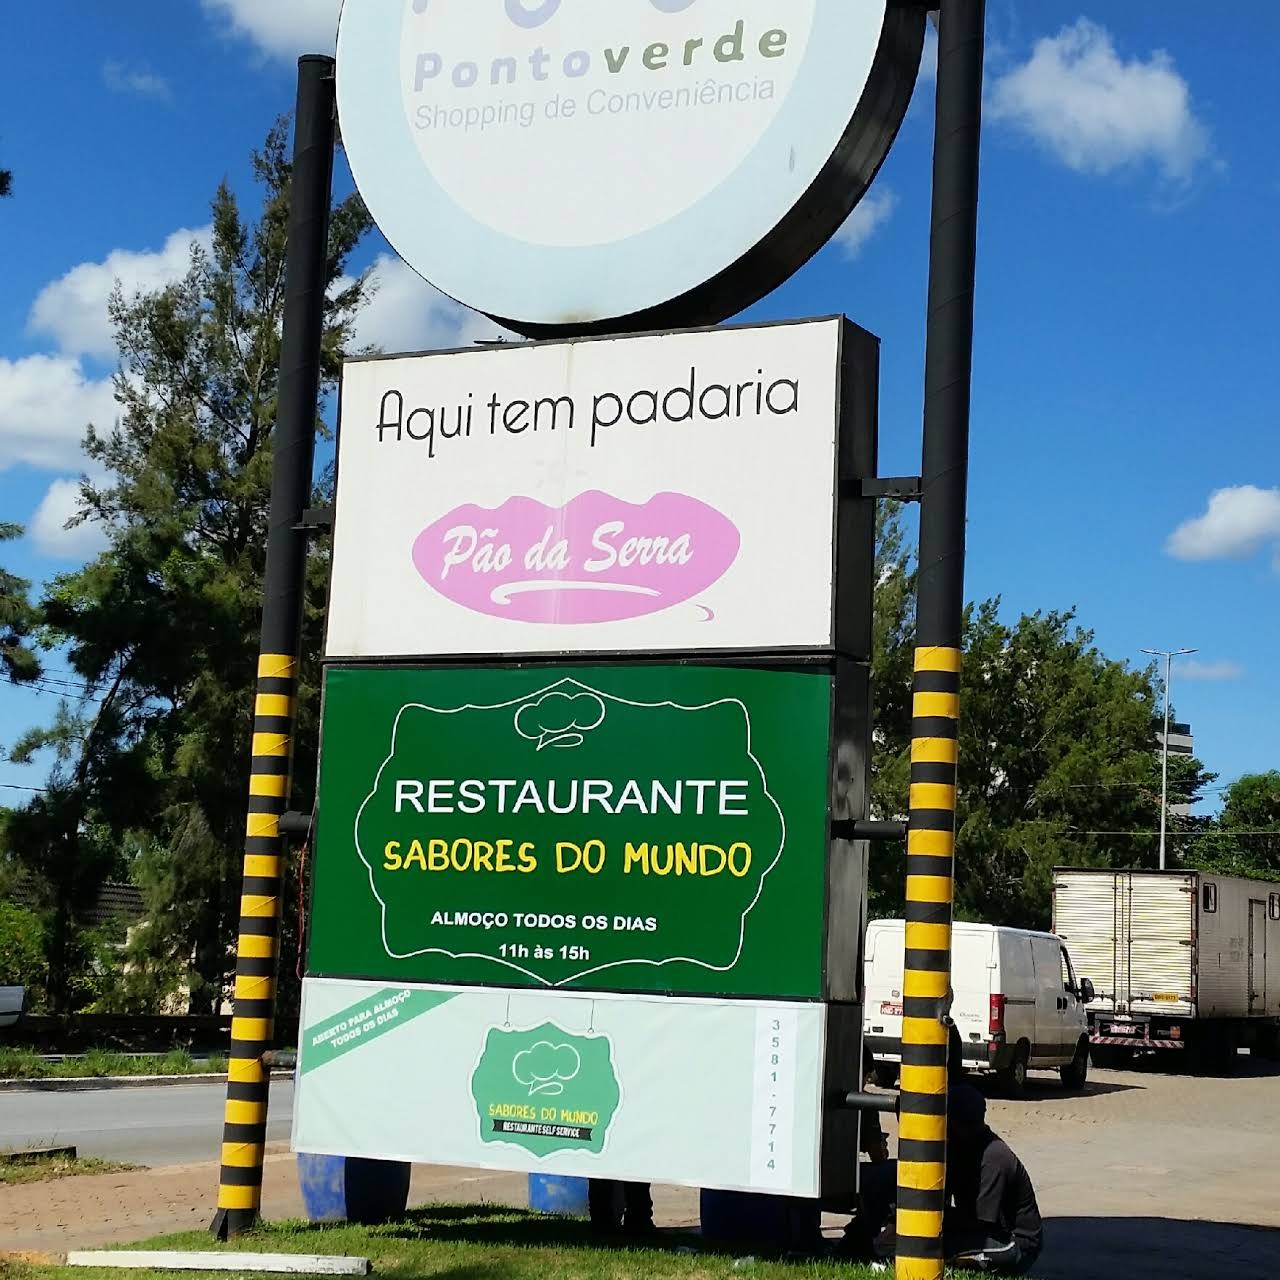 Pontoverde
Shopping de Conveniência
Aqui tem padaria
Pão da Serra
RESTAURANTE
SABORES DO MUNDO
ALMOÇO TODOS OS DIAS
11h às 15h
ABERTO PARA ALMOÇO
TODOS OS DIAS
SABORES DO MUNDO
RESTAURANTE SELF SERVICE
3581-7714